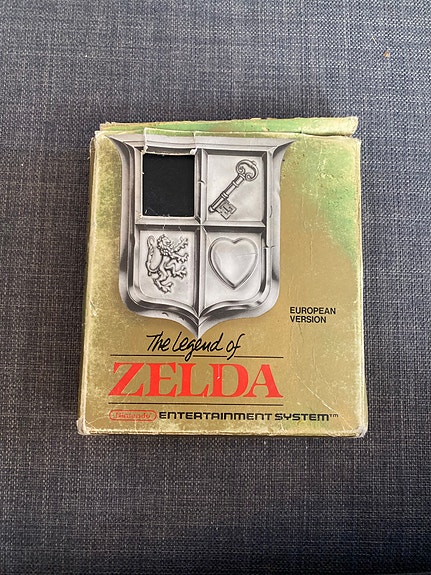 EUROPEAN
VERSION
The Legend of
ZELDA
Nintendo ENTERTAINMENT SYSTEM™